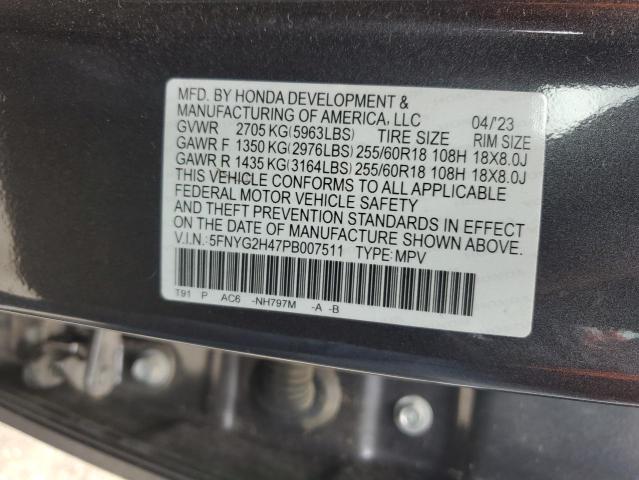 MFD. BY HONDA DEVELOPMENT &
MANUFACTURING OF AMERICA, LLC 04/'23
GVWR 2705 KG(5963LBS) TIRE SIZE RIM SIZE
GAWR F 1350 KG(2976LBS) 255/60R18 108H 18X8.0J
GAWR R 1435 KG(3164LBS) 255/60R18 108H 18X8.0J
THIS VEHICLE CONFORMS TO ALL APPLICABLE
FEDERAL MOTOR VEHICLE SAFETY
AND THEFT PREVENTION STANDARDS IN EFFECT
ON THE DATE OF MANUFACTURE SHOWN ABOVE.
V.I.N.:5FNYG2H47PB007511 TYPE: MPV
T91 P AC6 -NH797M -A -B